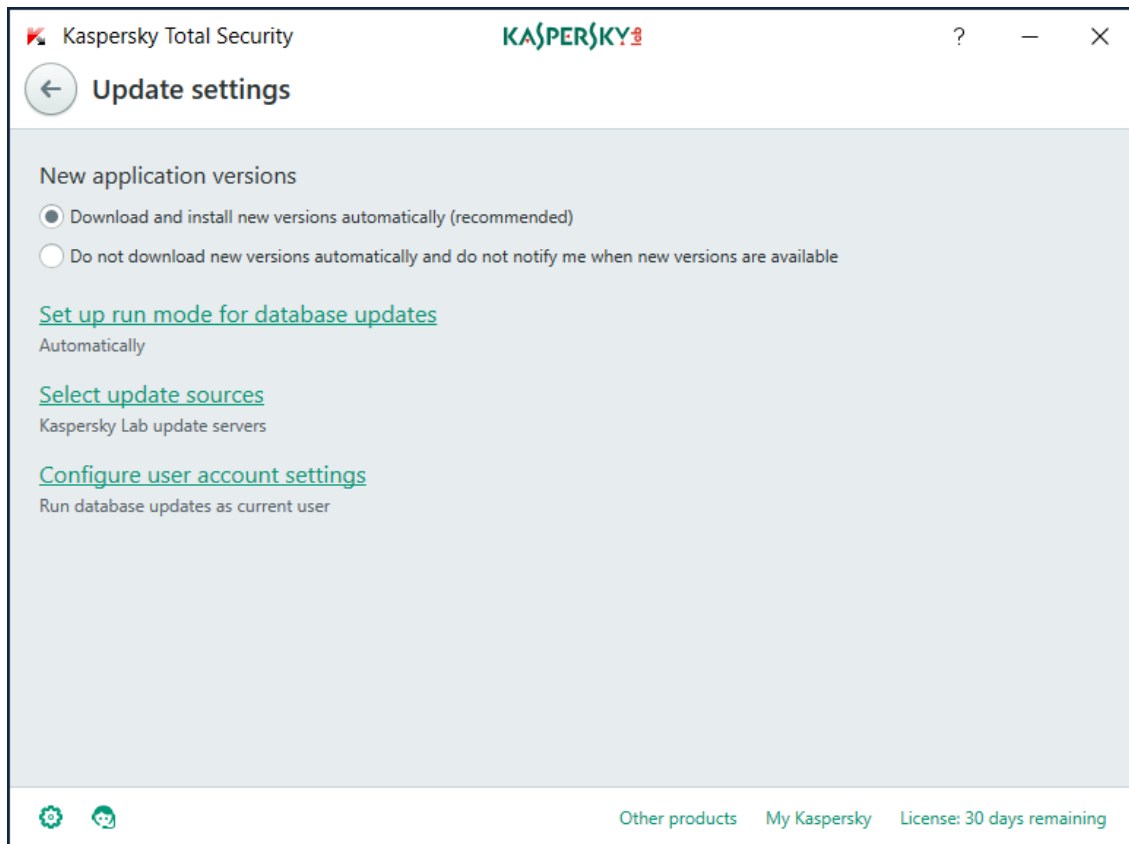 Kaspersky Total Security
KASPERSKY lab
?
Update settings
New application versions
Download and install new versions automatically (recommended)
Do not download new versions automatically and do not notify me when new versions are available
Set up run mode for database updates
Automatically
Select update sources
Kaspersky Lab update servers
Configure user account settings
Run database updates as current user
Other products My Kaspersky License: 30 days remaining